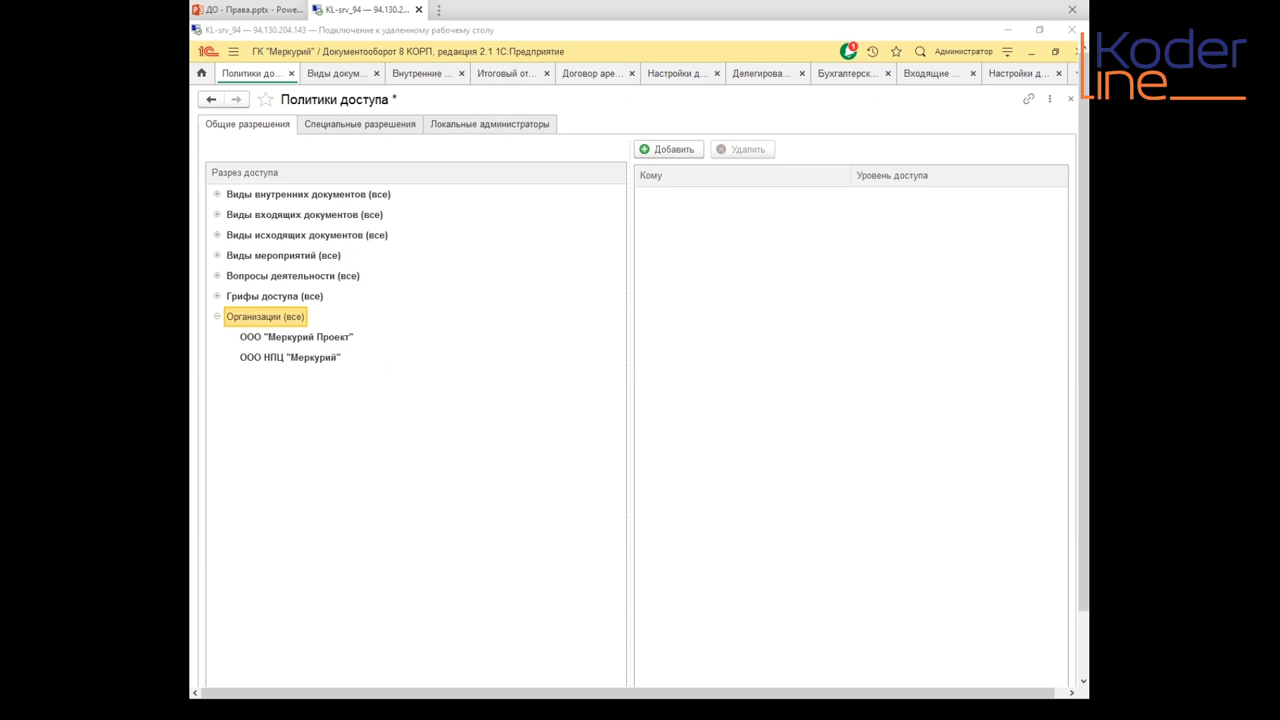 ДО - Права.pptx - Powe...
KL-srv_94 — 94.130.2...
KL-srv_94 — 94.130.204.143 — Подключение к удаленному рабочему столу
Koder
Line
1С
ГК "Меркурий" / Документооборот 8 КОРП, редакция 2.1 1С:Предприятие
1
Администратор
Политики до...
Виды докум...
Внутренние ...
Итоговый от...
Договор аре...
Настройки д...
Делегирова...
Бухгалтерск...
Входящие ...
Настройки д...
Политики доступа *
Общие разрешения
Специальные разрешения
Локальные администраторы
Добавить
Удалить
Разрез доступа
Кому
Уровень доступа
Виды внутренних документов (все)
Виды входящих документов (все)
Виды исходящих документов (все)
Виды мероприятий (все)
Вопросы деятельности (все)
Грифы доступа (все)
Организации (все)
ООО "Меркурий Проект"
ООО НПЦ "Меркурий"